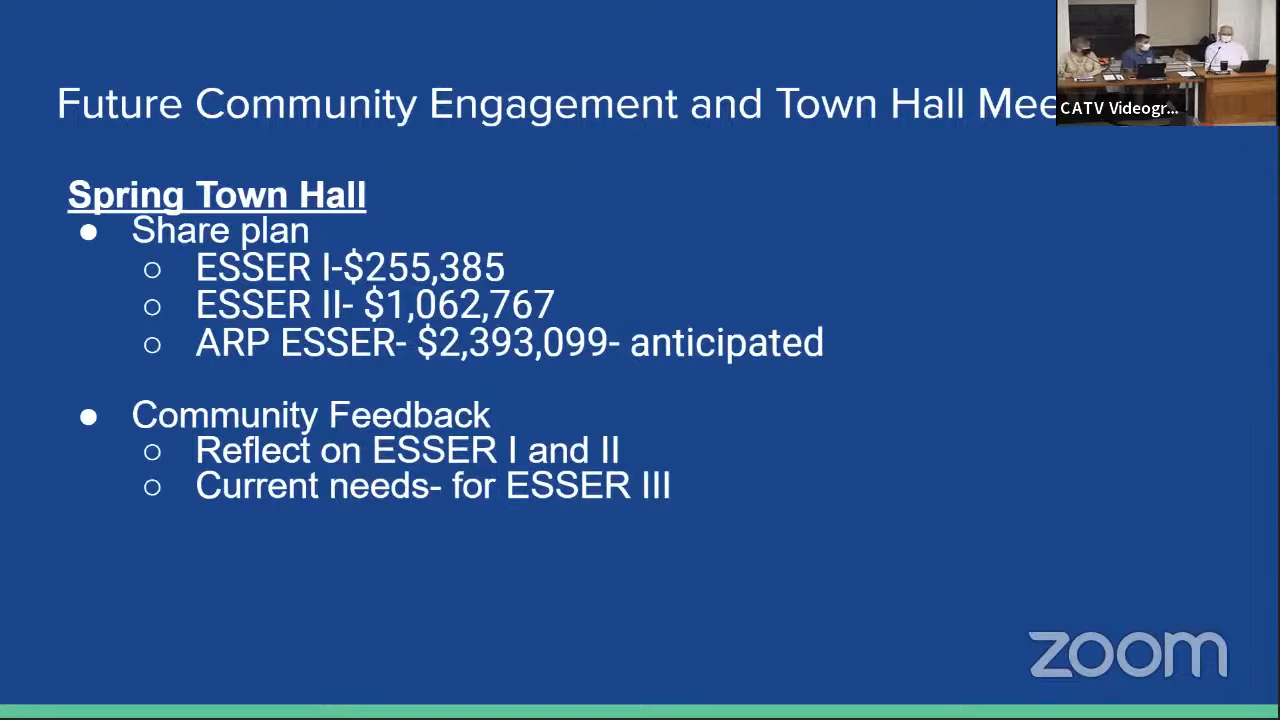 Future Community Engagement and Town Hall Mee
CATV Videogr...
Spring Town Hall
● Share plan
○ ESSER I-$255,385
○ ESSER II- $1,062,767
○ ARP ESSER- $2,393,099- anticipated
● Community Feedback
○ Reflect on ESSER I and II
○ Current needs- for ESSER III
zoom